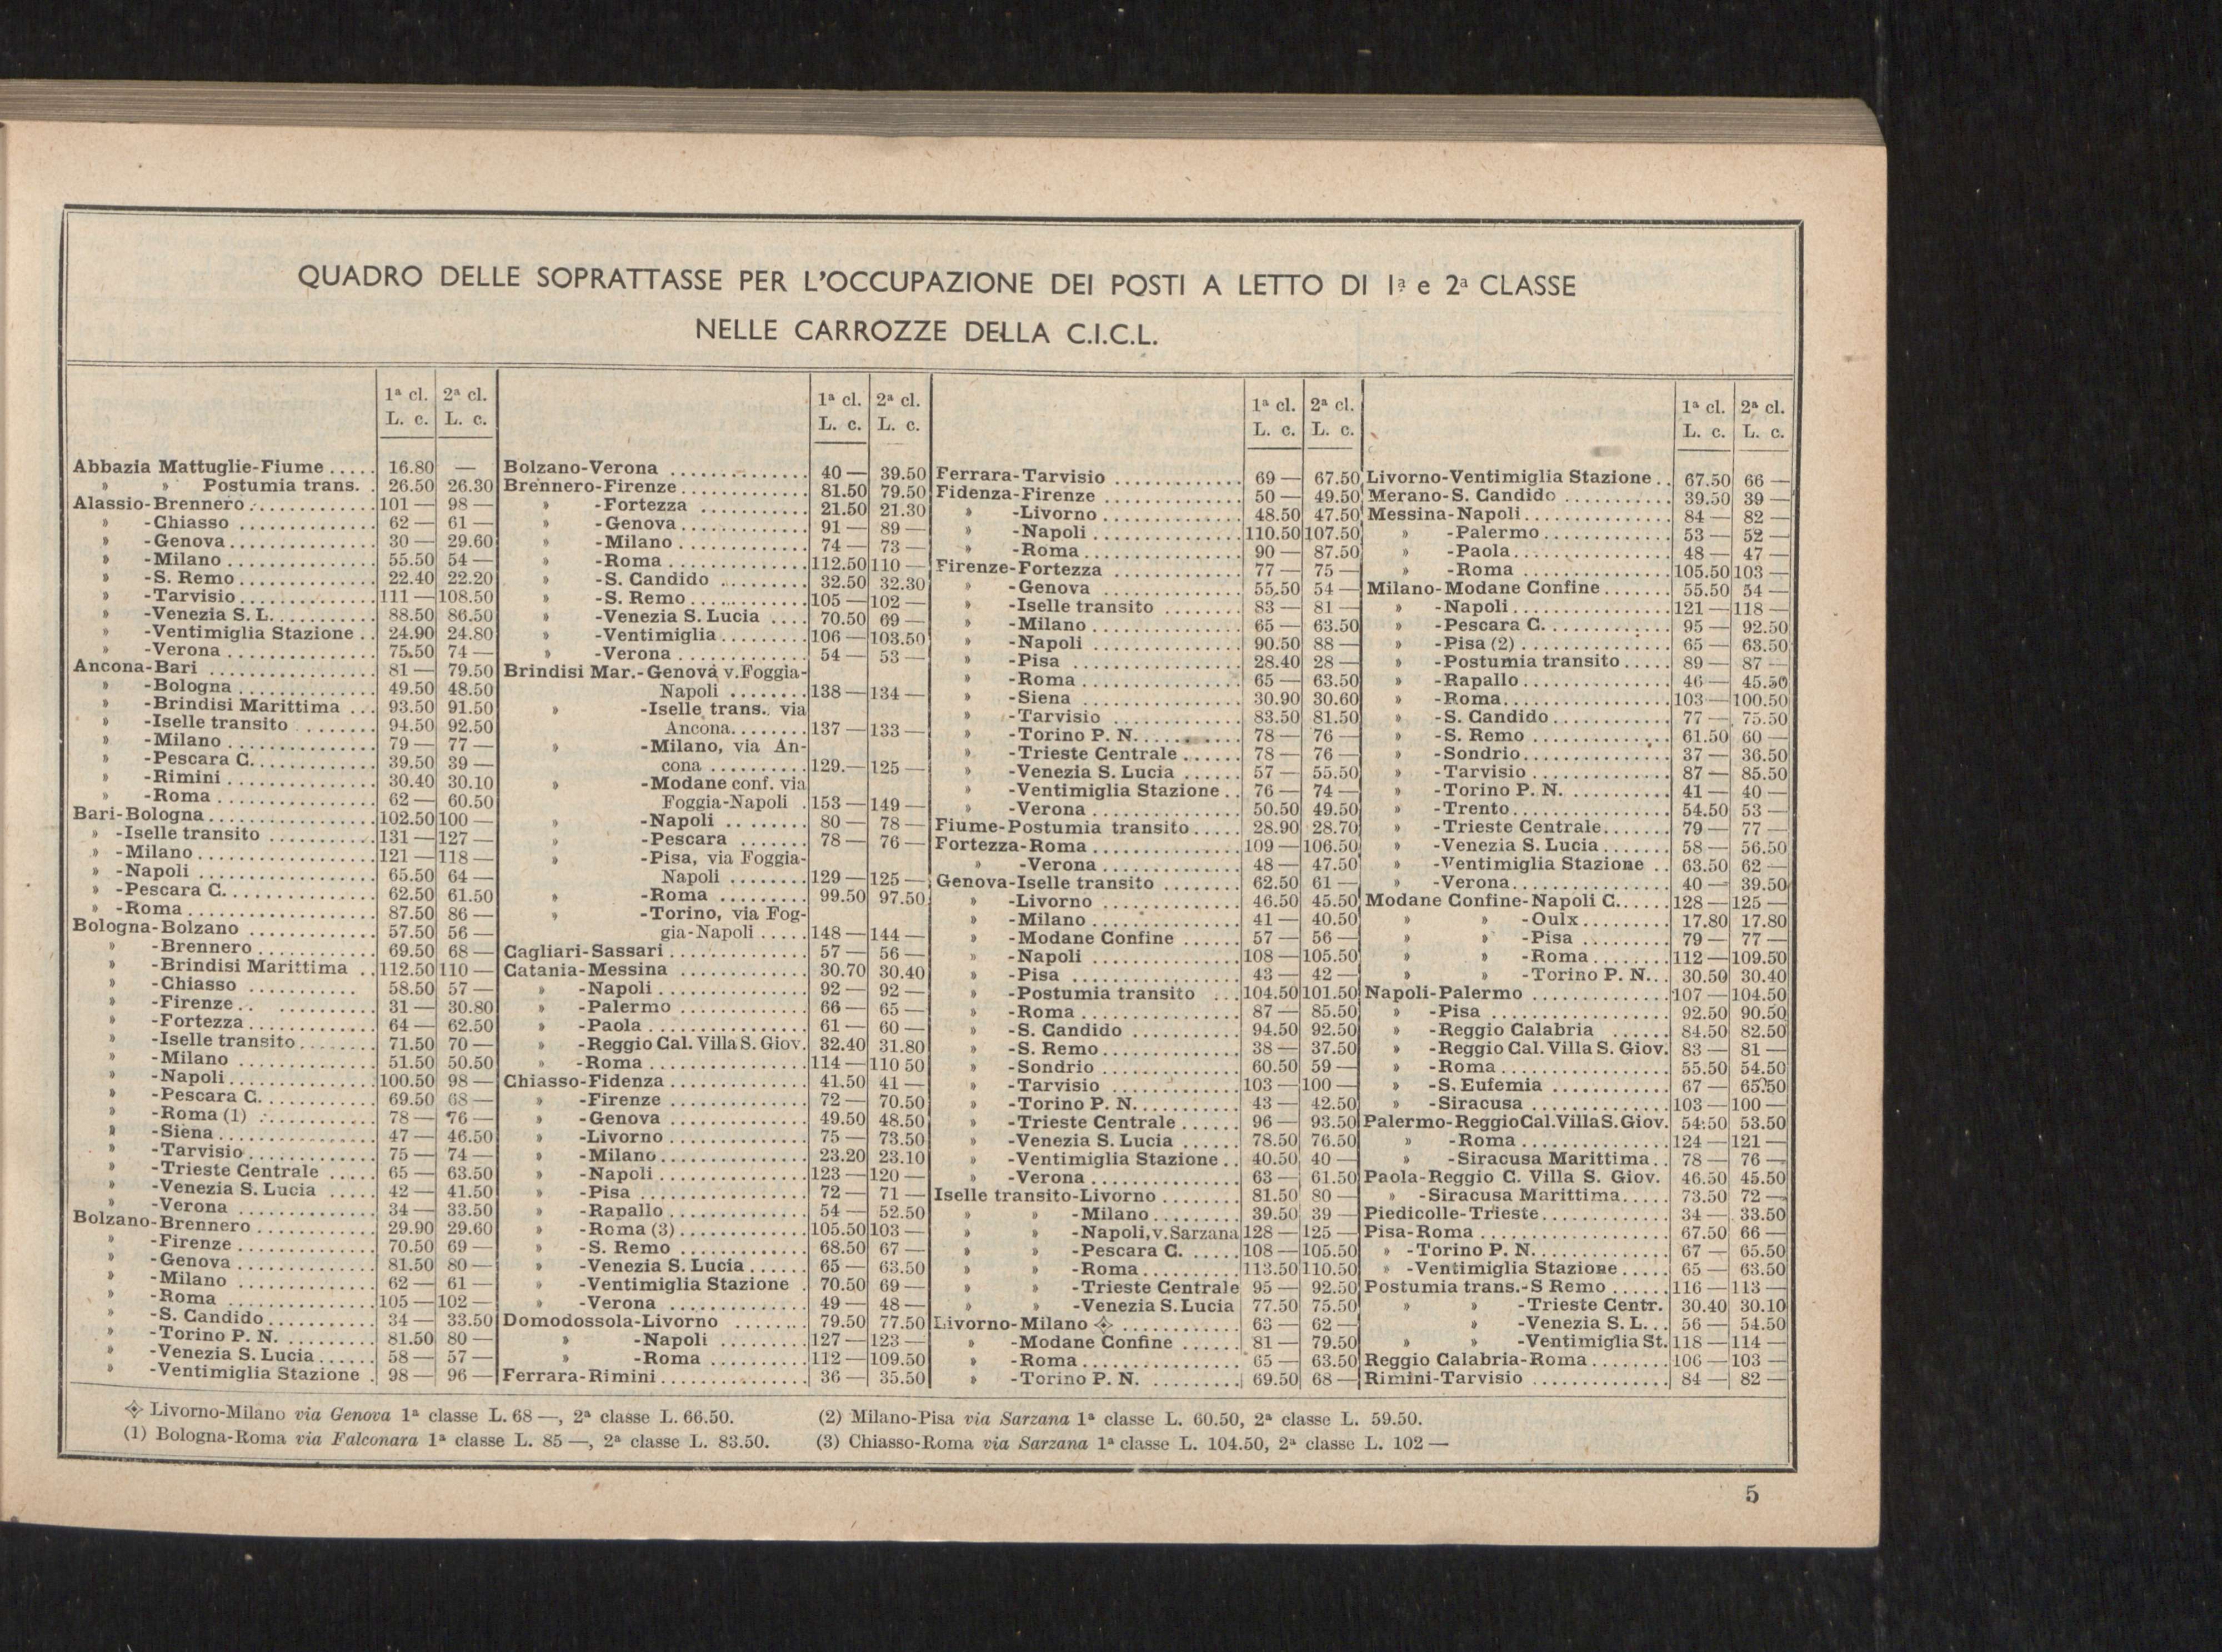 QUADRO DELLE SOPRATTASSE PER L'OCCUPAZIONE DEI POSTI A LETTO DI Iª e 2ª CLASSE
NELLE CARROZZE DELLA C.I.C.L.
1ª cl. 2ª cl.
L. c. L. c.
Abbazia Mattuglie-Fiume ..... 16.80 —
» » Postumia trans. . 26.50 26.30
Alassio-Brennero ............ 101 — 98 —
» -Chiasso .............. 62 — 61 —
» -Genova ............... 30 — 29.60
» -Milano ............... 55.50 54 —
» -S. Remo .............. 22.40 22.20
» -Tarvisio .............. 111 — 108.50
» -Venezia S. L. .......... 88.50 86.50
» -Ventimiglia Stazione .. 24.90 24.80
» -Verona ............... 75.50 74 —
Ancona-Bari ................. 81 — 79.50
» -Bologna .............. 49.50 48.50
» -Brindisi Marittima ... 93.50 91.50
» -Iselle transito ........ 94.50 92.50
» -Milano ............... 79 — 77 —
» -Pescara C. ............ 39.50 39 —
» -Rimini ............... 30.40 30.10
» -Roma ................ 62 — 60.50
Bari-Bologna ................. 102.50 100 —
» -Iselle transito ........... 131 — 127 —
» -Milano .................. 121 — 118 —
» -Napoli .................. 65.50 64 —
» -Pescara C. .............. 62.50 61.50
» -Roma ................... 87.50 86 —
Bologna-Bolzano ............. 57.50 56 —
» -Brennero ............ 69.50 68 —
» -Brindisi Marittima .. 112.50 110 —
» -Chiasso ........... 58.50 57 —
» -Firenze .. .......... 31 — 30.80
» -Fortezza ............. 64 — 62.50
» -Iselle transito ........ 71.50 70 —
» -Milano .............. 51.50 50.50
» -Napoli ............... 100.50 98 —
» -Pescara C. ........... 69.50 68 —
» -Roma (1) ............ 78 — 76 —
» -Siena ................ 47 — 46.50
» -Tarvisio ............. 75 — 74 —
» -Trieste Centrale ..... 65 — 63.50
» -Venezia S. Lucia ..... 42 — 41.50
» -Verona .............. 34 — 33.50
Bolzano-Brennero ............ 29.90 29.60
» -Firenze .............. 70.50 69 —
» -Genova .............. 81.50 80 —
» -Milano .............. 62 — 61 —
» -Roma ............... 105 — 102 —
» -S. Candido ........... 34 — 33.50
» -Torino P. N. ......... 81.50 80 —
» -Venezia S. Lucia ...... 58 — 57 —
» -Ventimiglia Stazione . 98 — 96 —
1ª cl. 2ª cl.
L. c. L. c.
Bolzano-Verona .............. 40 — 39.50
Brennero-Firenze ............. 81.50 79.50
» -Fortezza ........... 21.50 21.30
» -Genova ............. 91 — 89 —
» -Milano ............. 74 — 73 —
» -Roma .............. 112.50 110 —
» -S. Candido ......... 32.50 32.30
» -S. Remo ............ 105 — 102 —
» -Venezia S. Lucia .... 70.50 69 —
» -Ventimiglia ......... 106 — 103.50
» -Verona ............. 54 — 53 —
Brindisi Mar.-Genova v.Foggia-
Napoli ........ 138 — 134 —
» -Iselle trans. via
Ancona ........ 137 — 133 —
» -Milano, via An-
cona .......... 129.— 125 —
» -Modane conf. via
Foggia-Napoli . 153 — 149 —
» -Napoli .. ....... 80 — 78 —
» -Pescara ....... 78 — 76 —
» -Pisa, via Foggia-
Napoli ........ 129 — 125 —
» -Roma ......... 99.50 97.50
» -Torino, via Fog-
gia-Napoli ..... 148 — 144 —
Cagliari-Sassari .............. 57 — 56 —
Catania-Messina ............. 30.70 30.40
» -Napoli ............... 92 — 92 —
» -Palermo ............. 66 — 65 —
» -Paola ................ 61 — 60 —
» -Reggio Cal. Villa S. Giov. 32.40 31.80
» -Roma ................ 114 — 110 50
Chiasso-Fidenza .............. 41.50 41 —
» -Firenze .............. 72 — 70.50
» -Genova .............. 49.50 48.50
» -Livorno .............. 75 — 73.50
» -Milano ............... 23.20 23.10
» -Napoli ............... 123 — 120 —
» -Pisa ................. 72 — 71 —
» -Rapallo .............. 54 — 52.50
» -Roma (3) ............. 105.50 103 —
» -S. Remo ............. 68.50 67 —
» -Venezia S. Lucia ...... 65 — 63.50
» -Ventimiglia Stazione . 70.50 69 —
» -Verona .............. 49 — 48 —
Domodossola-Livorno ........ 79.50 77.50
» -Napoli ......... 127 — 123 —
» -Roma .......... 112 — 109.50
Ferrara-Rimini ............... 36 — 35.50
1ª cl. 2ª cl.
L. c. L. c.
Ferrara-Tarvisio ............. 69 — 67.50
Fidenza-Firenze .............. 50 — 49.50
» -Livorno .............. 48.50 47.50
» -Napoli ............... 110.50 107.50
» -Roma ................ 90 — 87.50
Firenze-Fortezza ............. 77 — 75 —
» -Genova .............. 55.50 54 —
» -Iselle transito ........ 83 — 81 —
» -Milano ............... 65 — 63.50
» -Napoli ............... 90.50 88 —
» -Pisa ................. 28.40 28 —
» -Roma ................ 65 — 63.50
» -Siena ................ 30.90 30.60
» -Tarvisio ............. 83.50 81.50
» -Torino P. N. .......... 78 — 76 —
» -Trieste Centrale ...... 78 — 76 —
» -Venezia S. Lucia ...... 57 — 55.50
» -Ventimiglia Stazione .. 76 — 74 —
» -Verona ............... 50.50 49.50
Fiume-Postumia transito ..... 28.90 28.70
Fortezza-Roma ............... 109 — 106.50
» -Verona .............. 48 — 47.50
Genova-Iselle transito ........ 62.50 61 —
» -Livorno .............. 46.50 45.50
» -Milano ............... 41 — 40.50
» -Modane Confine ...... 57 — 56 —
» -Napoli ............... 108 — 105.50
» -Pisa ................. 43 — 42 —
» -Postumia transito ... 104.50 101.50
» -Roma ................ 87 — 85.50
» -S. Candido ........... 94.50 92.50
» -S. Remo .............. 38 — 37.50
» -Sondrio .............. 60.50 59 —
» -Tarvisio ............. 103 — 100 —
» -Torino P. N. .......... 43 — 42.50
» -Trieste Centrale ...... 96 — 93.50
» -Venezia S. Lucia ...... 78.50 76.50
» -Ventimiglia Stazione .. 40.50 40 —
» -Verona ............... 63 — 61.50
Iselle transito-Livorno ........ 81.50 80 —
» » -Milano ......... 39.50 39 —
» » -Napoli, v. Sarzana 128 — 125 —
» » -Pescara C. ...... 108 — 105.50
» » -Roma .......... 113.50 110.50
» » -Trieste Centrale 95 — 92.50
» » -Venezia S. Lucia 77.50 75.50
Livorno-Milano ⟡ ............ 63 — 62 —
» -Modane Confine ...... 81 — 79.50
» -Roma ................ 65 — 63.50
» -Torino P. N. ......... 69.50 68 —
1ª cl. 2ª cl.
L. c. L. c.
Livorno-Ventimiglia Stazione .. 67.50 66 —
Merano-S. Candido ........... 39.50 39 —
Messina-Napoli ............... 84 — 82 —
» -Palermo ............. 53 — 52 —
» -Paola ................ 48 — 47 —
» -Roma ............... 105.50 103 —
Milano-Modane Confine ....... 55.50 54 —
» -Napoli ................ 121 — 118 —
» -Pescara C. ............ 95 — 92.50
» -Pisa (2) ............... 65 — 63.50
» -Postumia transito ..... 89 — 87 —
» -Rapallo ............... 46 — 45.50
» -Roma ................. 103 — 100.50
» -S. Candido ............ 77 — 75.50
» -S. Remo .............. 61.50 60 —
» -Sondrio ............... 37 — 36.50
» -Tarvisio .............. 87 — 85.50
» -Torino P. N. .......... 41 — 40 —
» -Trento ................ 54.50 53 —
» -Trieste Centrale ....... 79 — 77 —
» -Venezia S. Lucia ....... 58 — 56.50
» -Ventimiglia Stazione .. 63.50 62 —
» -Verona ................ 40 — 39.50
Modane Confine-Napoli C. ..... 128 — 125 —
» » -Oulx ......... 17.80 17.80
» » -Pisa ......... 79 — 77 —
» » -Roma ........ 112 — 109.50
» » -Torino P. N. .. 30.50 30.40
Napoli-Palermo .............. 107 — 104.50
» -Pisa .................. 92.50 90.50
» -Reggio Calabria ...... 84.50 82.50
» -Reggio Cal. Villa S. Giov. 83 — 81 —
» -Roma ................. 55.50 54.50
» -S. Eufemia ............ 67 — 65.50
» -Siracusa .............. 103 — 100 —
Palermo-Reggio Cal. Villa S. Giov. 54.50 53.50
» -Roma ............... 124 — 121 —
» -Siracusa Marittima .. 78 — 76 —
Paola-Reggio C. Villa S. Giov. 46.50 45.50
» -Siracusa Marittima ..... 73.50 72 —
Piedicolle-Trieste ............. 34 — 33.50
Pisa-Roma ................... 67.50 66 —
» -Torino P. N. ............. 67 — 65.50
» -Ventimiglia Stazione ..... 65 — 63.50
Postumia trans.-S Remo ...... 116 — 113 —
» » -Trieste Centr. 30.40 30.10
» -Venezia S. L. .. 56 — 54.50
» » -Ventimiglia St. 118 — 114 —
Reggio Calabria-Roma ........ 106 — 103 —
Rimini-Tarvisio .............. 84 — 82 —
⟡ Livorno-Milano via Genova 1ª classe L. 68 —, 2ª classe L. 66.50.
(1) Bologna-Roma via Falconara 1ª classe L. 85 —, 2ª classe L. 83.50.
(2) Milano-Pisa via Sarzana 1ª classe L. 60.50, 2ª classe L. 59.50.
(3) Chiasso-Roma via Sarzana 1ª classe L. 104.50, 2ª classe L. 102 —
5